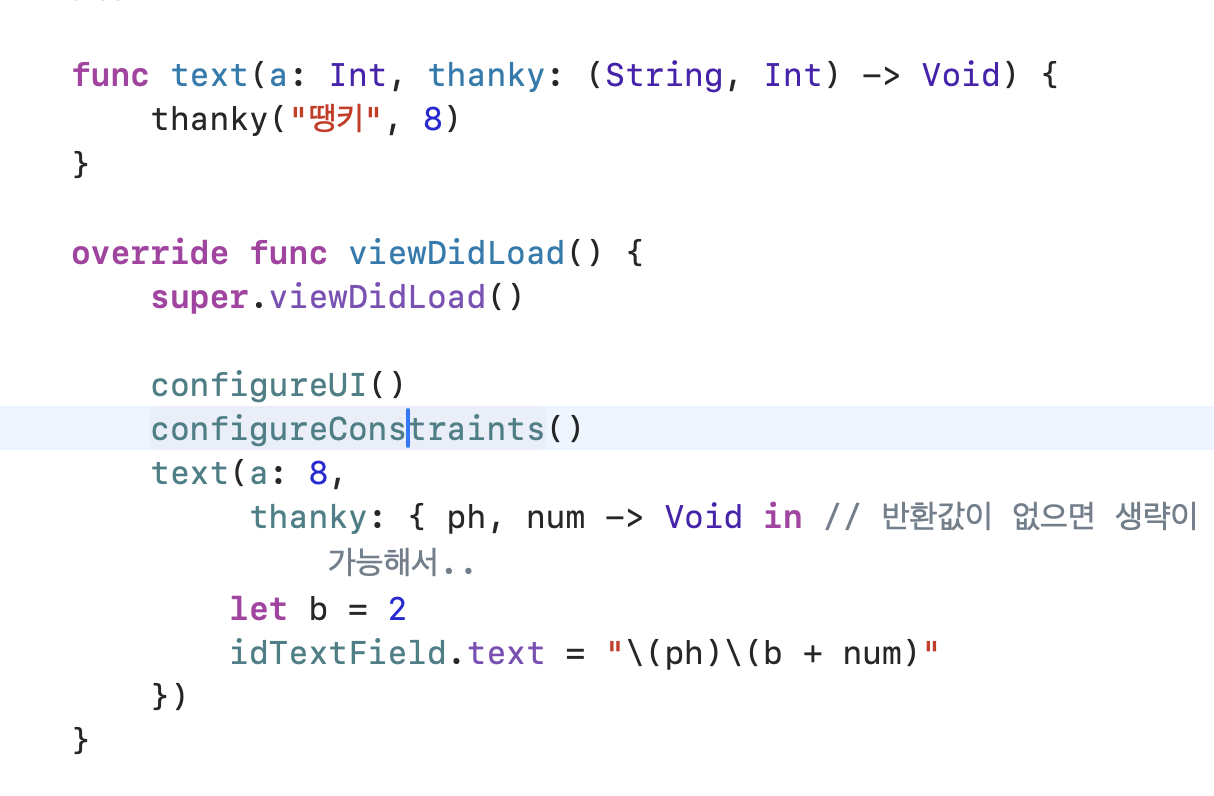 func text(a: Int, thanky: (String, Int) -> Void) {
thanky("땡키", 8)
}
override func viewDidLoad() {
super.viewDidLoad()
configureUI()
configureConstraints()
text(a: 8,
thanky: { ph, num -> Void in // 반환값이 없으면 생략이
가능해서..
let b = 2
idTextField.text = "\(ph)\(b + num)"
})
}